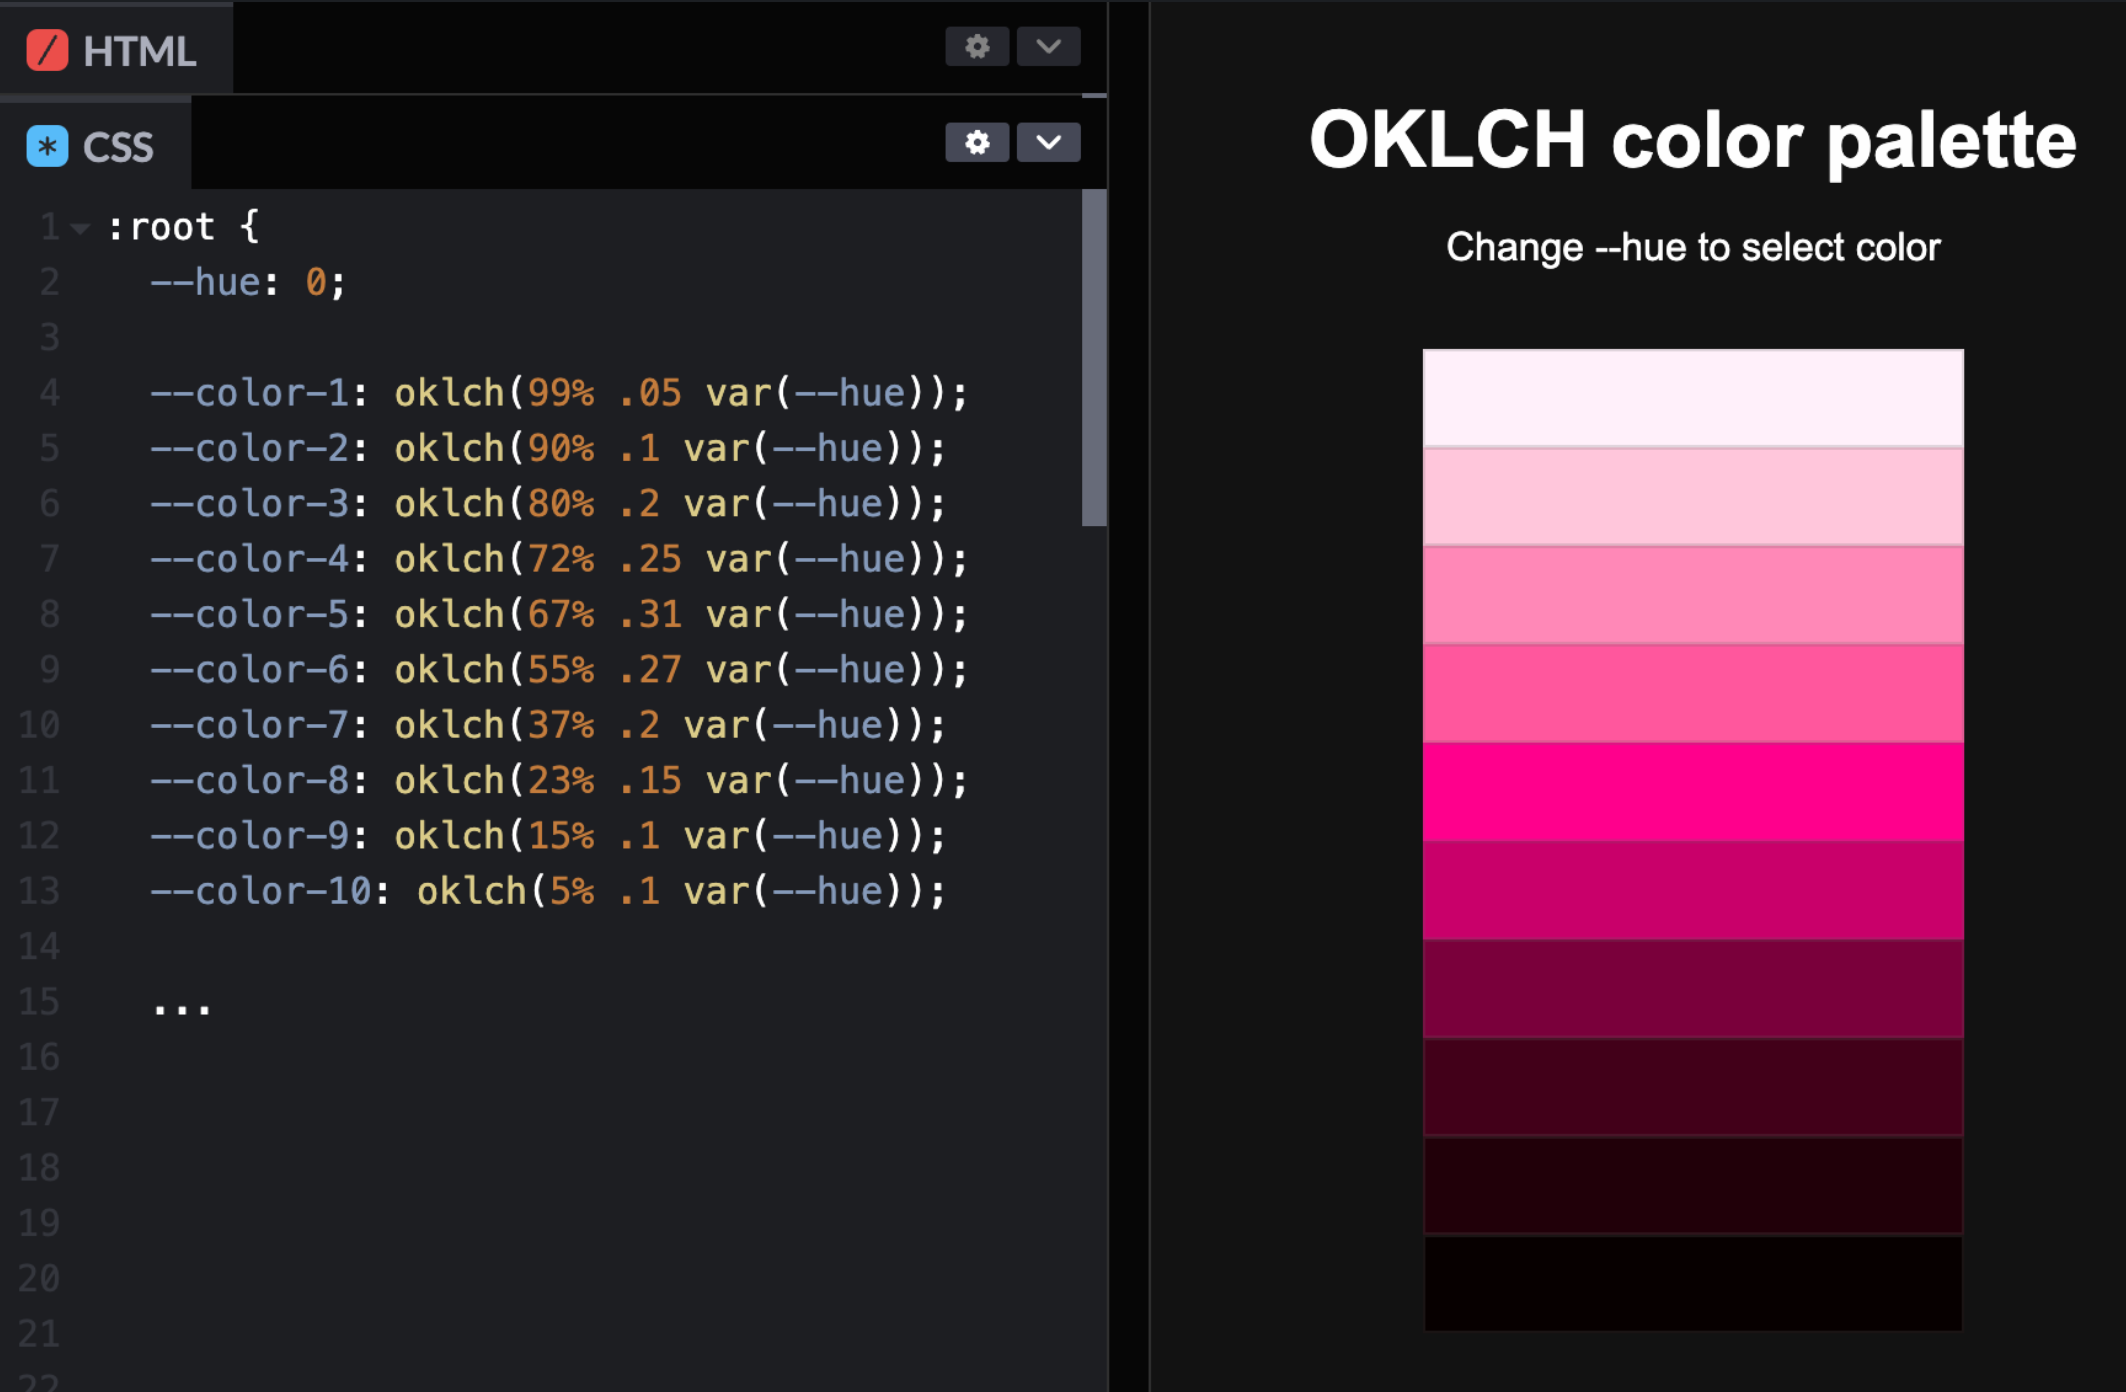 HTML
CSS
1 :root {
2 --hue: 0;
3
4 --color-1: oklch(99% .05 var(--hue));
5 --color-2: oklch(90% .1 var(--hue));
6 --color-3: oklch(80% .2 var(--hue));
7 --color-4: oklch(72% .25 var(--hue));
8 --color-5: oklch(67% .31 var(--hue));
9 --color-6: oklch(55% .27 var(--hue));
10 --color-7: oklch(37% .2 var(--hue));
11 --color-8: oklch(23% .15 var(--hue));
12 --color-9: oklch(15% .1 var(--hue));
13 --color-10: oklch(5% .1 var(--hue));
14
15 ...
16
17
18
19
20
21
22
OKLCH color palette
Change --hue to select color